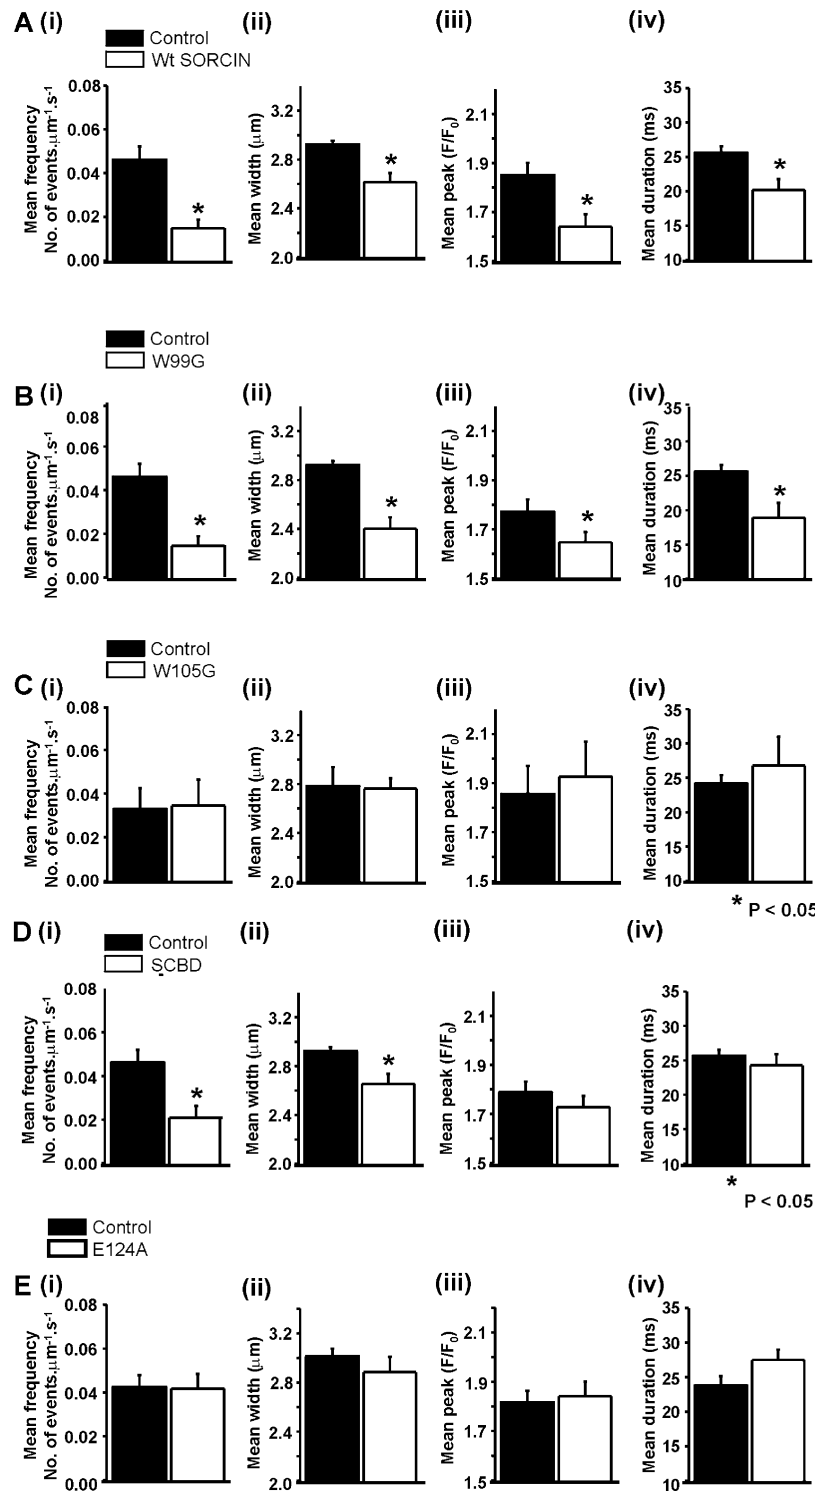 A (i) (ii) (iii) (iv)
Control
Wt SORCIN
Mean frequency
No. of events.µm-1.s-1
0.08
0.06
0.04
0.02
0.00
Mean width (µm)
3.2
2.8
2.4
2.0
Mean peak (F/F0)
2.1
1.9
1.7
1.5
Mean duration (ms)
35
30
25
20
15
10
* * * *
Control
W99G
B (i) (ii) (iii) (iv)
Mean frequency
No. of events.µm-1.s-1
0.08
0.06
0.04
0.02
0.00
Mean width (µm)
3.2
2.8
2.4
2.0
Mean peak (F/F0)
2.1
1.9
1.7
1.5
Mean duration (ms)
35
30
25
20
15
10
* * * *
Control
W105G
C (i) (ii) (iii) (iv)
Mean frequency
No. of events.µm-1.s-1
0.08
0.06
0.04
0.02
0.00
Mean width (µm)
3.2
2.8
2.4
2.0
Mean peak (F/F0)
2.1
1.9
1.7
1.5
Mean duration (ms)
35
30
25
20
15
10
* P < 0.05
D (i) (ii) (iii) (iv)
Control
SCBD
Mean frequency
No. of events.µm-1.s-1
0.08
0.06
0.04
0.02
0.00
Mean width (µm)
3.2
2.8
2.4
2.0
Mean peak (F/F0)
2.1
1.9
1.7
1.5
Mean duration (ms)
35
30
25
20
15
10
* *
* P < 0.05
Control
E124A
E (i) (ii) (iii) (iv)
Mean frequency
No. of events.µm-1.s-1
0.08
0.06
0.04
0.02
0.00
Mean width (µm)
3.2
2.8
2.4
2.0
Mean peak (F/F0)
2.1
1.9
1.7
1.5
Mean duration (ms)
35
30
25
20
15
10